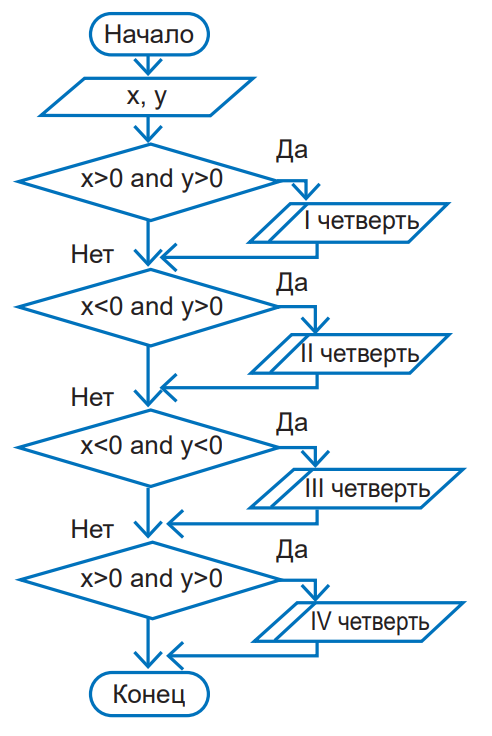 Начало
x, y
Да
x>0 and y>0
I четверть
Нет
Да
x<0 and y>0
II четверть
Нет
Да
x<0 and y<0
III четверть
Нет
Да
x>0 and y>0
IV четверть
Конец